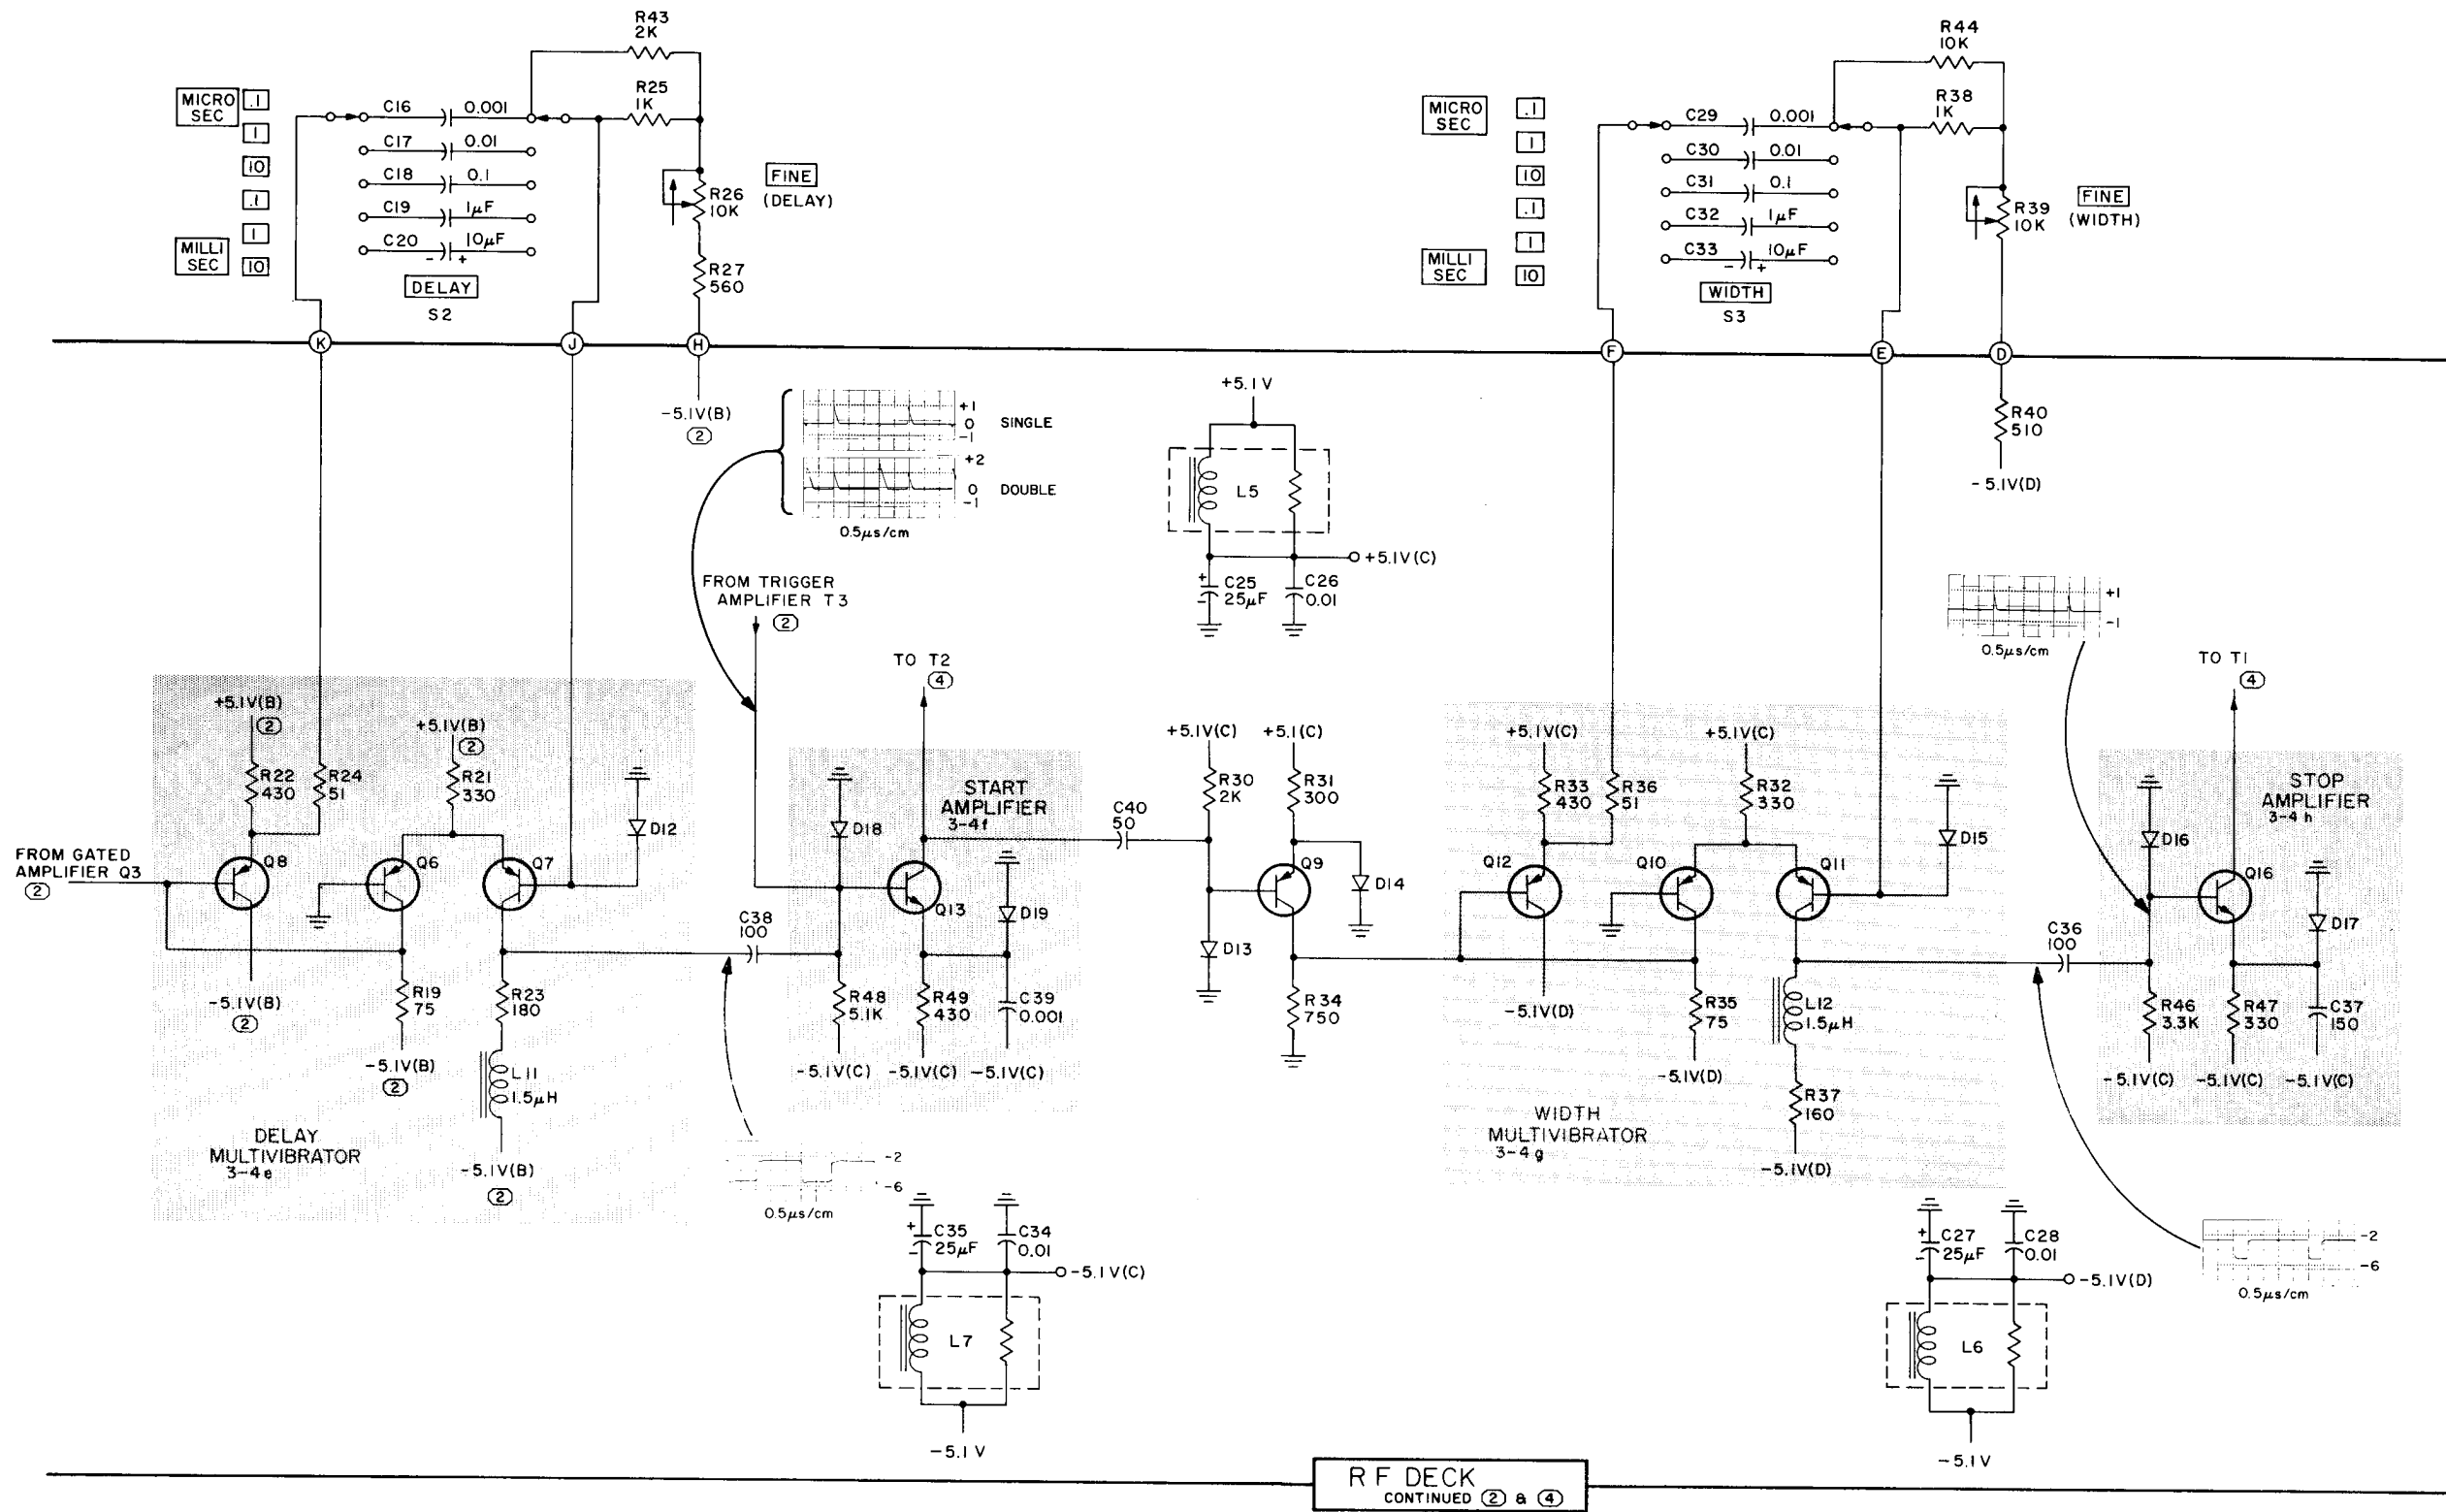 R43
2K
R25
1K
MICRO
SEC
.1
1
10
.1
1
10
MILLI
SEC
C16 0.001
C17 0.01
C18 0.1
C19 1µF
C20 10µF
- +
DELAY
S2
R26
10K
FINE
(DELAY)
R27
560
R44
10K
R38
1K
MICRO
SEC
.1
1
10
.1
1
10
MILLI
SEC
C29 0.001
C30 0.01
C31 0.1
C32 1µF
C33 10µF
- +
WIDTH
S3
R39
10K
FINE
(WIDTH)
K
J
H
F
E
D
-5.1V(B)
2
+1
0
-1
SINGLE
+2
0
-1
DOUBLE
0.5µs/cm
+5.1V
L5
+5.1V(C)
+
-
C25
25µF
C26
0.01
R40
510
-5.1V(D)
FROM TRIGGER
AMPLIFIER T3
2
TO T2
4
+1
-1
0.5µs/cm
TO T1
4
+5.1V(B)
2
R22
430
R24
51
+5.1V(B)
2
R21
330
D12
FROM GATED
AMPLIFIER Q3
2
Q8
Q6
Q7
-5.1V(B)
2
R19
75
-5.1V(B)
2
R23
180
L11
1.5µH
-5.1V(B)
2
DELAY
MULTIVIBRATOR
3-4e
C38
100
-2
-6
0.5µs/cm
START
AMPLIFIER
3-4f
D18
Q13
D19
R48
5.1K
R49
430
C39
0.001
-5.1V(C) -5.1V(C) -5.1V(C)
C40
50
+5.1V(C)
+5.1(C)
R30
2K
R31
300
Q9
D14
D13
R34
750
+5.1V(C)
+5.1V(C)
R33
430
R36
51
R32
330
D15
Q12
Q10
Q11
-5.1V(D)
R35
75
-5.1V(D)
L12
1.5µH
R37
160
-5.1V(D)
WIDTH
MULTIVIBRATOR
3-4g
C36
100
STOP
AMPLIFIER
3-4h
D16
Q16
D17
R46
3.3K
R47
330
C37
150
-5.1V(C) -5.1V(C) -5.1V(C)
-2
-6
0.5µs/cm
+
-
C35
25µF
C34
0.01
-5.1V(C)
L7
-5.1V
+
-
C27
25µF
C28
0.01
-5.1V(D)
L6
-5.1V
RF DECK
CONTINUED 2 & 4